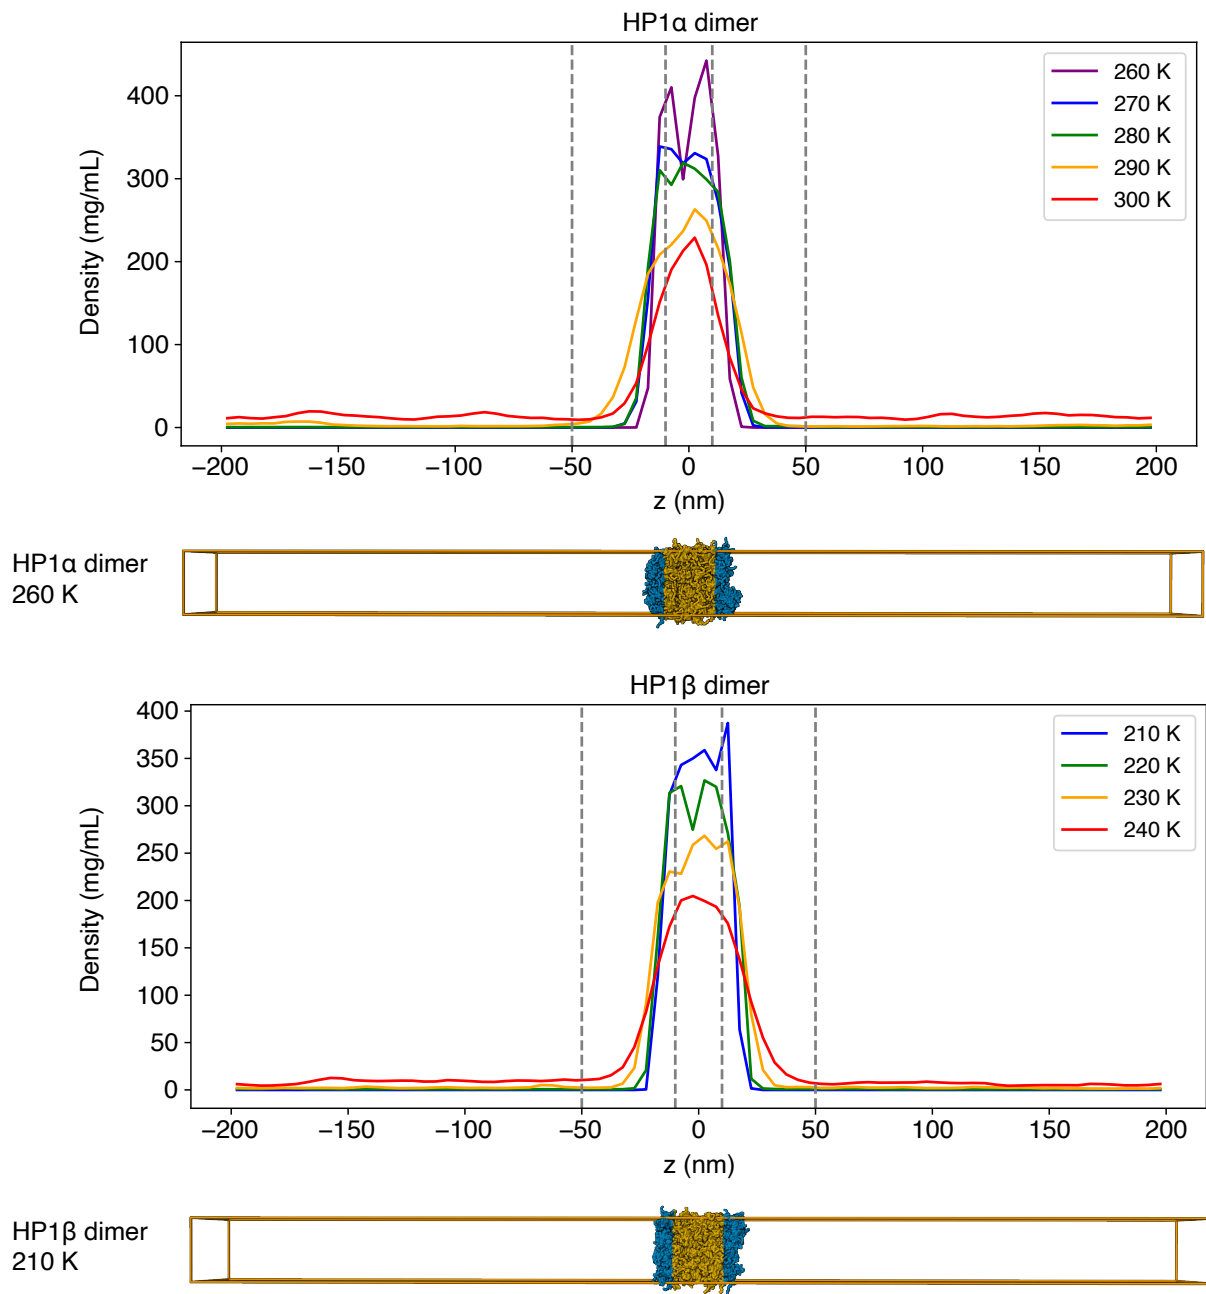 HP1α dimer
Density (mg/mL)
400
300
200
100
0
260 K
270 K
280 K
290 K
300 K
−200 −150 −100 −50 0 50 100 150 200
z (nm)
HP1α dimer
260 K
HP1β dimer
Density (mg/mL)
400
350
300
250
200
150
100
50
0
210 K
220 K
230 K
240 K
−200 −150 −100 −50 0 50 100 150 200
z (nm)
HP1β dimer
210 K